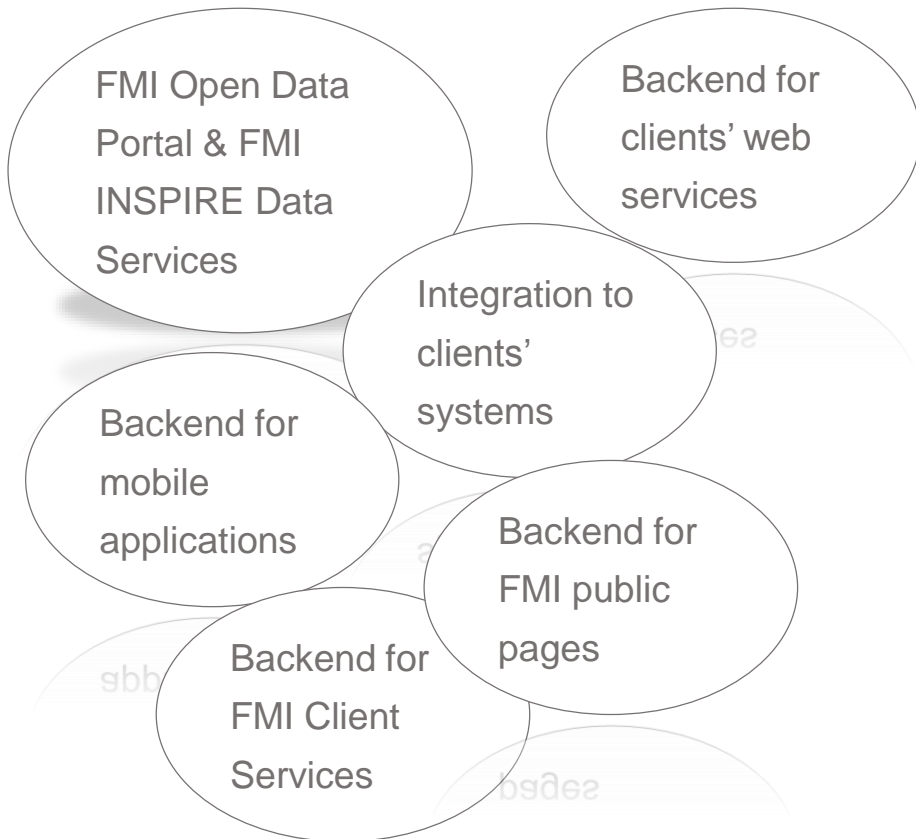 FMI Open Data
Portal & FMI
INSPIRE Data
Services
Backend for
clients’ web
services
Integration to
clients’
systems
Backend for
mobile
applications
Backend for
FMI public
pages
Backend for
FMI Client
Services